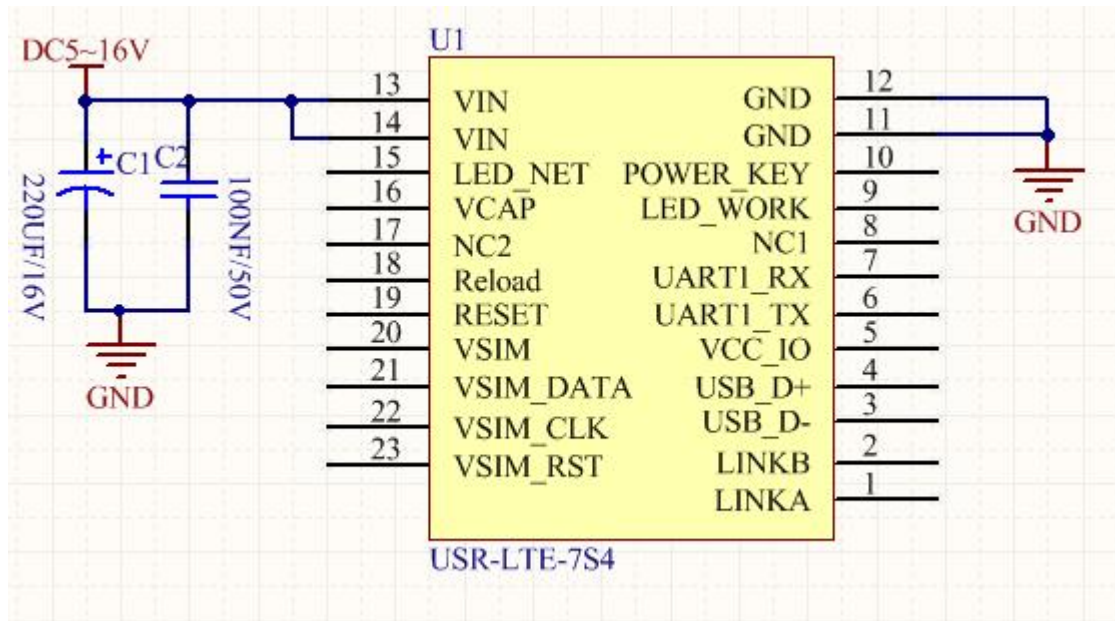 U1
DC5~16V
C1
C2
220UF/16V
100NF/50V
GND
13 VIN
14 VIN
15 LED_NET
16 VCAP
17 NC2
18 Reload
19 RESET
20 VSIM
21 VSIM_DATA
22 VSIM_CLK
23 VSIM_RST
GND 12
GND 11
POWER_KEY 10
LED_WORK 9
NC1 8
UART1_RX 7
UART1_TX 6
VCC_IO 5
USB_D+ 4
USB_D- 3
LINKB 2
LINKA 1
GND
USR-LTE-7S4